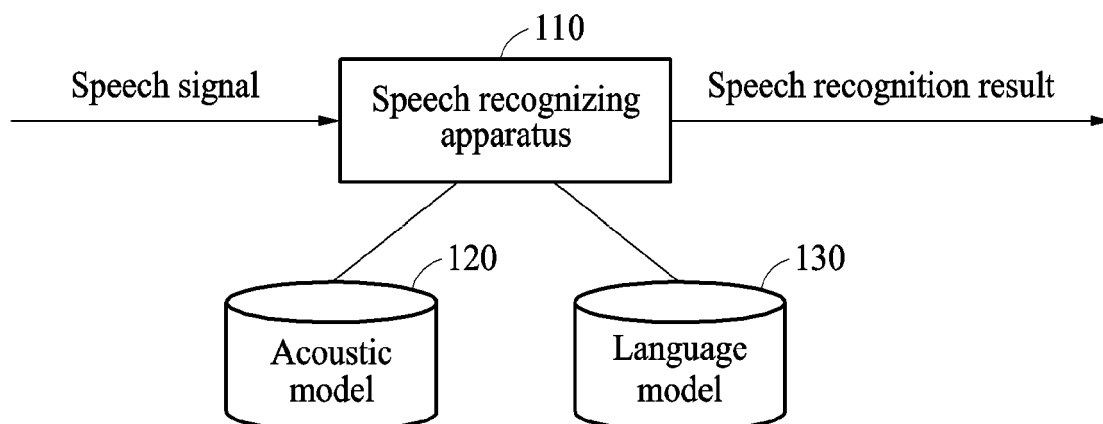 110
Speech signal
Speech recognizing
apparatus
Speech recognition result
120
130
Acoustic
model
Language
model